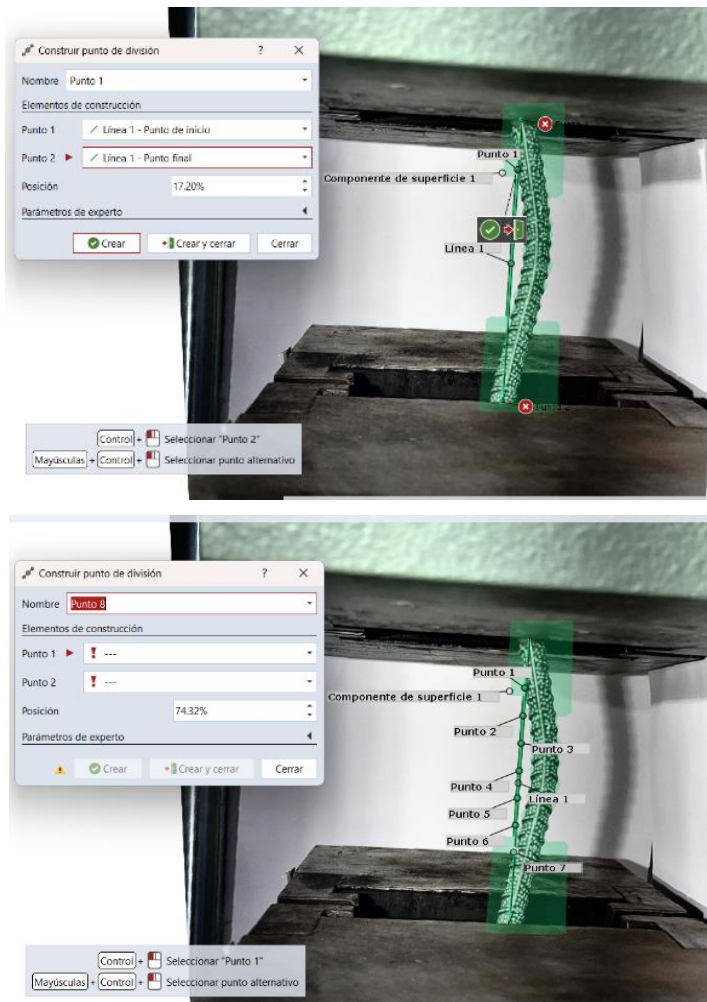 Construir punto de división
?
Nombre Punto 1
Elementos de construcción
Punto 1 Línea 1 - Punto de inicio
Punto 2 Línea 1 - Punto final
Posición 17.20%
Parámetros de experto
Crear Crear y cerrar Cerrar
Punto 1
Componente de superficie 1
Línea 1
Control + Seleccionar "Punto 2"
Mayúsculas + Control + Seleccionar punto alternativo
Construir punto de división
?
Nombre Punto 8
Elementos de construcción
Punto 1 ! ---
Punto 2 ! ---
Posición 74.32%
Parámetros de experto
Crear Crear y cerrar Cerrar
Punto 1
Componente de superficie 1
Punto 2
Punto 3
Punto 4
Línea 1
Punto 5
Punto 6
Punto 7
Control + Seleccionar "Punto 1"
Mayúsculas + Control + Seleccionar punto alternativo